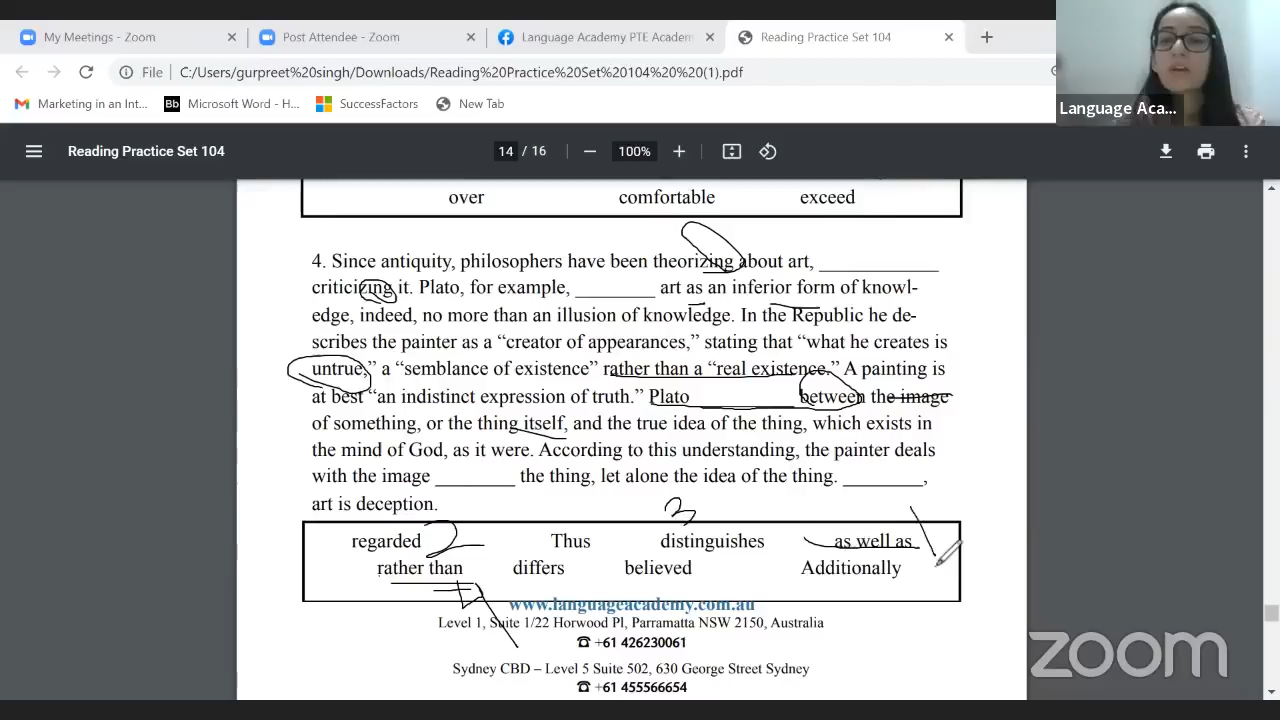 My Meetings - Zoom
Post Attendee - Zoom
Language Academy PTE Academ
Reading Practice Set 104
File
C:/Users/gurpreet%20singh/Downloads/Reading%20Practice%20Set%20104%20%20(1).pdf
Marketing in an Int...
Bb Microsoft Word - H...
SuccessFactors
New Tab
Language Aca...
Reading Practice Set 104
14 / 16
100%
over comfortable exceed
4. Since antiquity, philosophers have been theorizing about art, ____________
criticizing it. Plato, for example, ________ art as an inferior form of knowl-
edge, indeed, no more than an illusion of knowledge. In the Republic he de-
scribes the painter as a “creator of appearances,” stating that “what he creates is
untrue,” a “semblance of existence” rather than a “real existence.” A painting is
at best “an indistinct expression of truth.” Plato __________ between the image
of something, or the thing itself, and the true idea of the thing, which exists in
the mind of God, as it were. According to this understanding, the painter deals
with the image ________ the thing, let alone the idea of the thing. ________,
art is deception.
3
regarded 2 Thus distinguishes as well as
rather than differs believed Additionally
www.languageacademy.com.au
Level 1, Suite 1/22 Horwood Pl, Parramatta NSW 2150, Australia
☎ +61 426230061
Sydney CBD – Level 5 Suite 502, 630 George Street Sydney
☎ +61 455566654
zoom